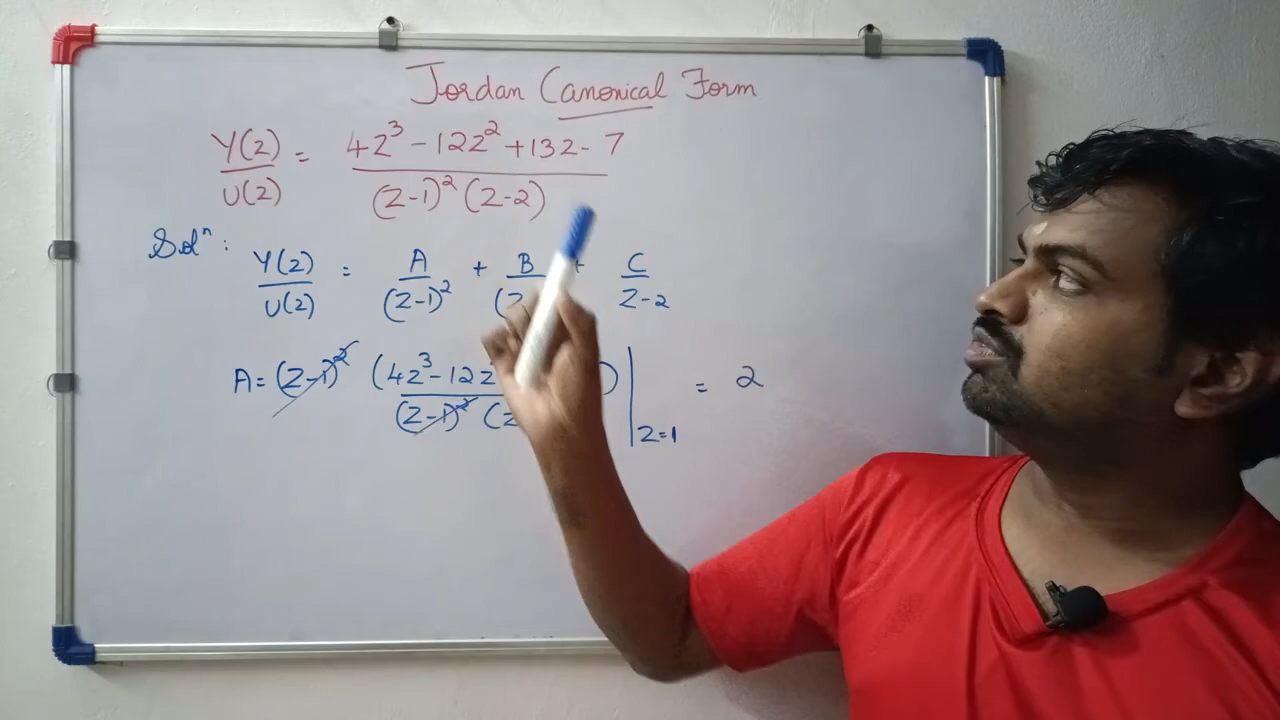 Jordan Canonical Form
Y(z)/U(z) = 4z³ - 12z² + 13z - 7 / (z-1)² (z-2)
Solⁿ:
Y(z)/U(z) = A/(z-1)² + B/(z + C/z-2
A = (z-1)² (4z³ - 12z² ) / (z-1)² (z | z=1 = 2